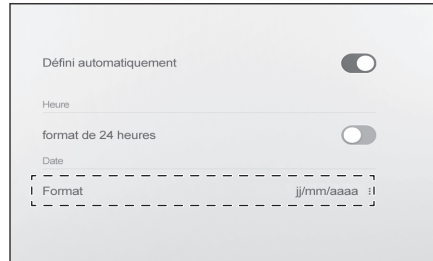 Défini automatiquement
Heure
format de 24 heures
Date
Format jj/mm/aaaa